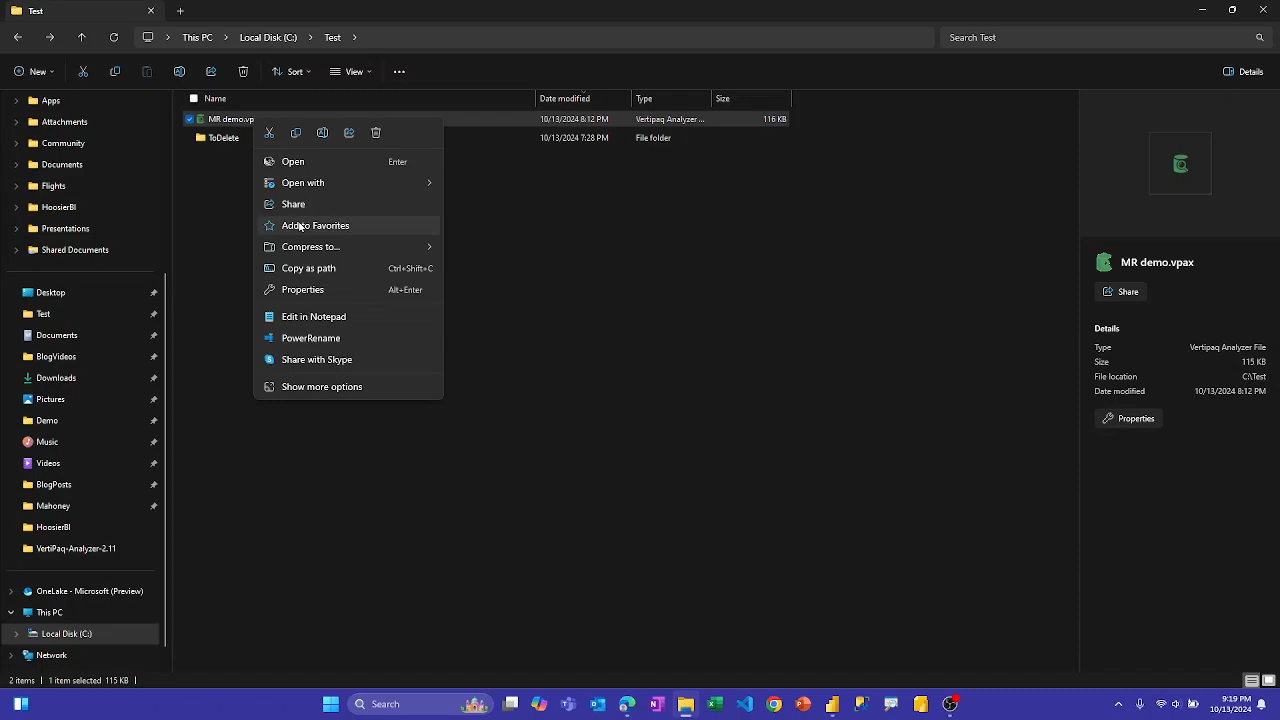 Test
This PC
Local Disk (C:)
Test
Search Test
New
Sort
View
Details
Name
Date modified
Type
Size
MR demo.vp
10/13/2024 8:12 PM
Vertipaq Analyzer ...
116 KB
ToDelete
10/13/2024 7:28 PM
File folder
Apps
Attachments
Community
Documents
Flights
HoosierBI
Presentations
Shared Documents
Desktop
Test
Documents
BlogVideos
Downloads
Pictures
Demo
Music
Videos
BlogPosts
Mahoney
HoosierBI
VertiPaq-Analyzer-2.11
OneLake - Microsoft (Preview)
This PC
Local Disk (C:)
Network
Open Enter
Open with
Share
Add to Favorites
Compress to...
Copy as path Ctrl+Shift+C
Properties Alt+Enter
Edit in Notepad
PowerRename
Share with Skype
Show more options
MR demo.vpax
Share
Details
Type Vertipaq Analyzer File
Size 115 KB
File location C:\Test
Date modified 10/13/2024 8:12 PM
Properties
2 items
1 item selected 115 KB
Search
9:19 PM
10/13/2024